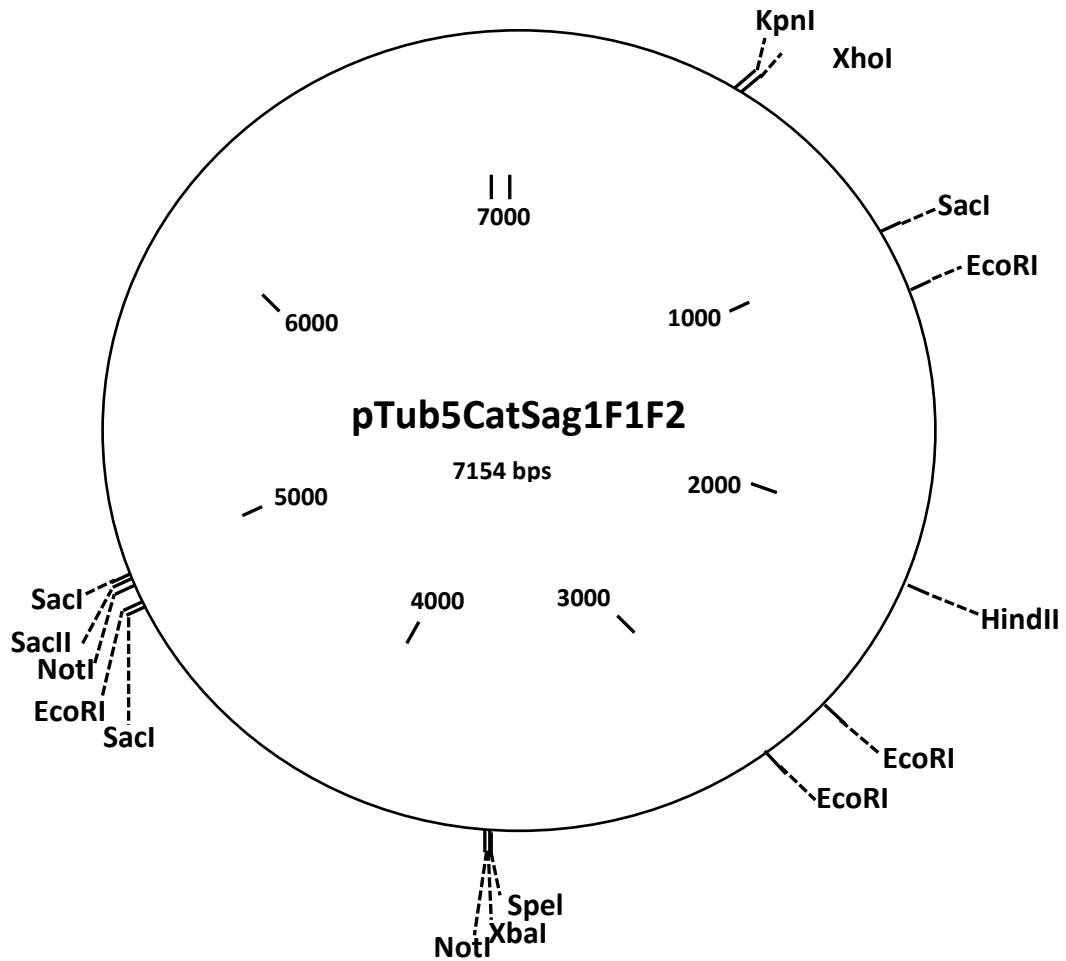 KpnI
XhoI
SacI
7000
EcoRI
6000
1000
pTub5CatSag1F1F2
7154 bps
2000
5000
SacI
4000
3000
HindII
SacII
NotI
EcoRI
SacI
EcoRI
EcoRI
SpeI
XbaI
NotI